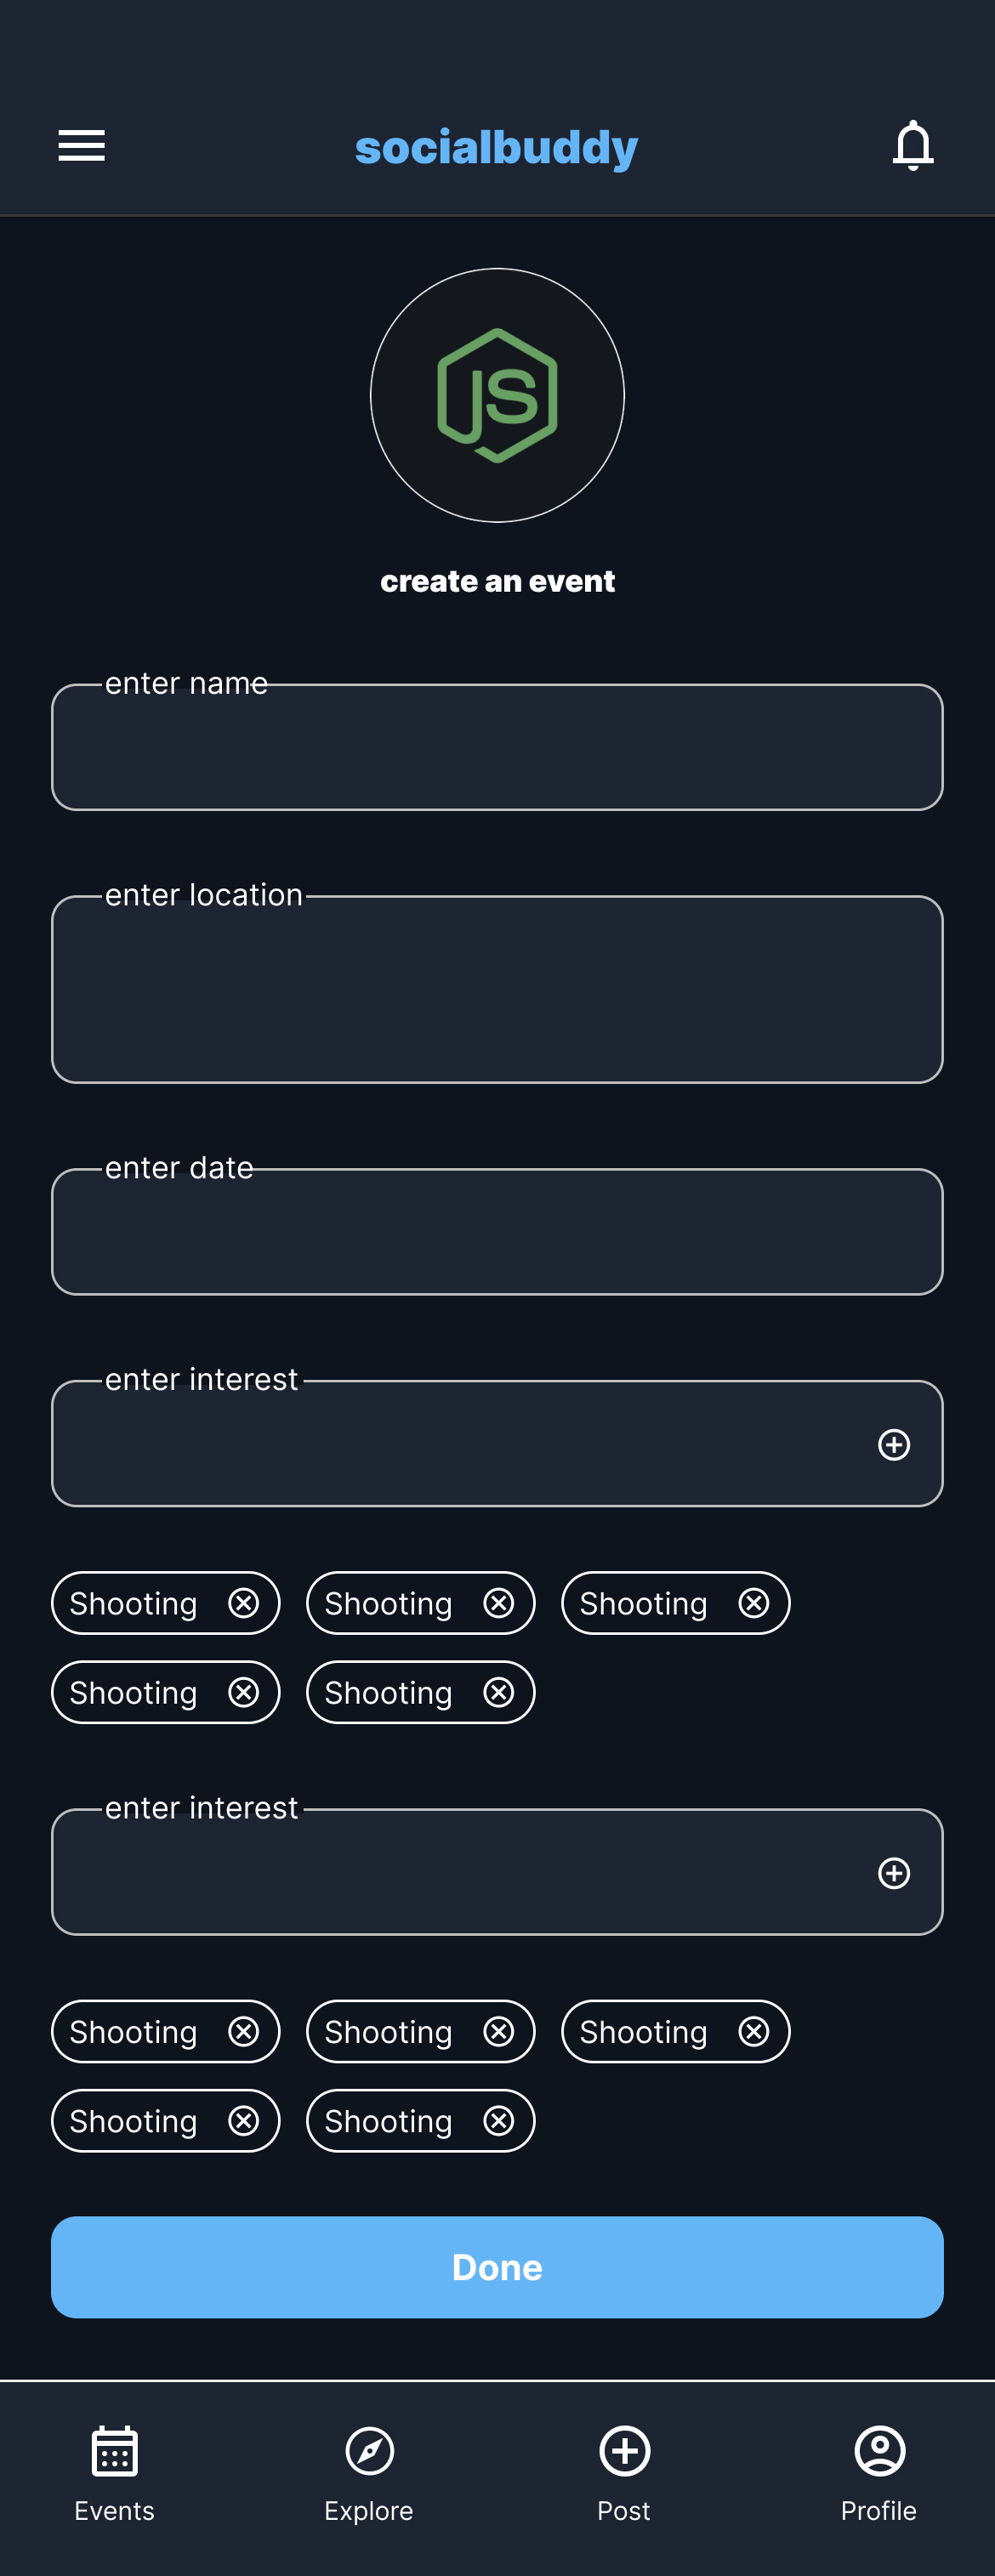 socialbuddy
JS
create an event
enter name
enter location
enter date
enter interest
Shooting Shooting Shooting
Shooting Shooting
enter interest
Shooting Shooting Shooting
Shooting Shooting
Done
Events Explore Post Profile